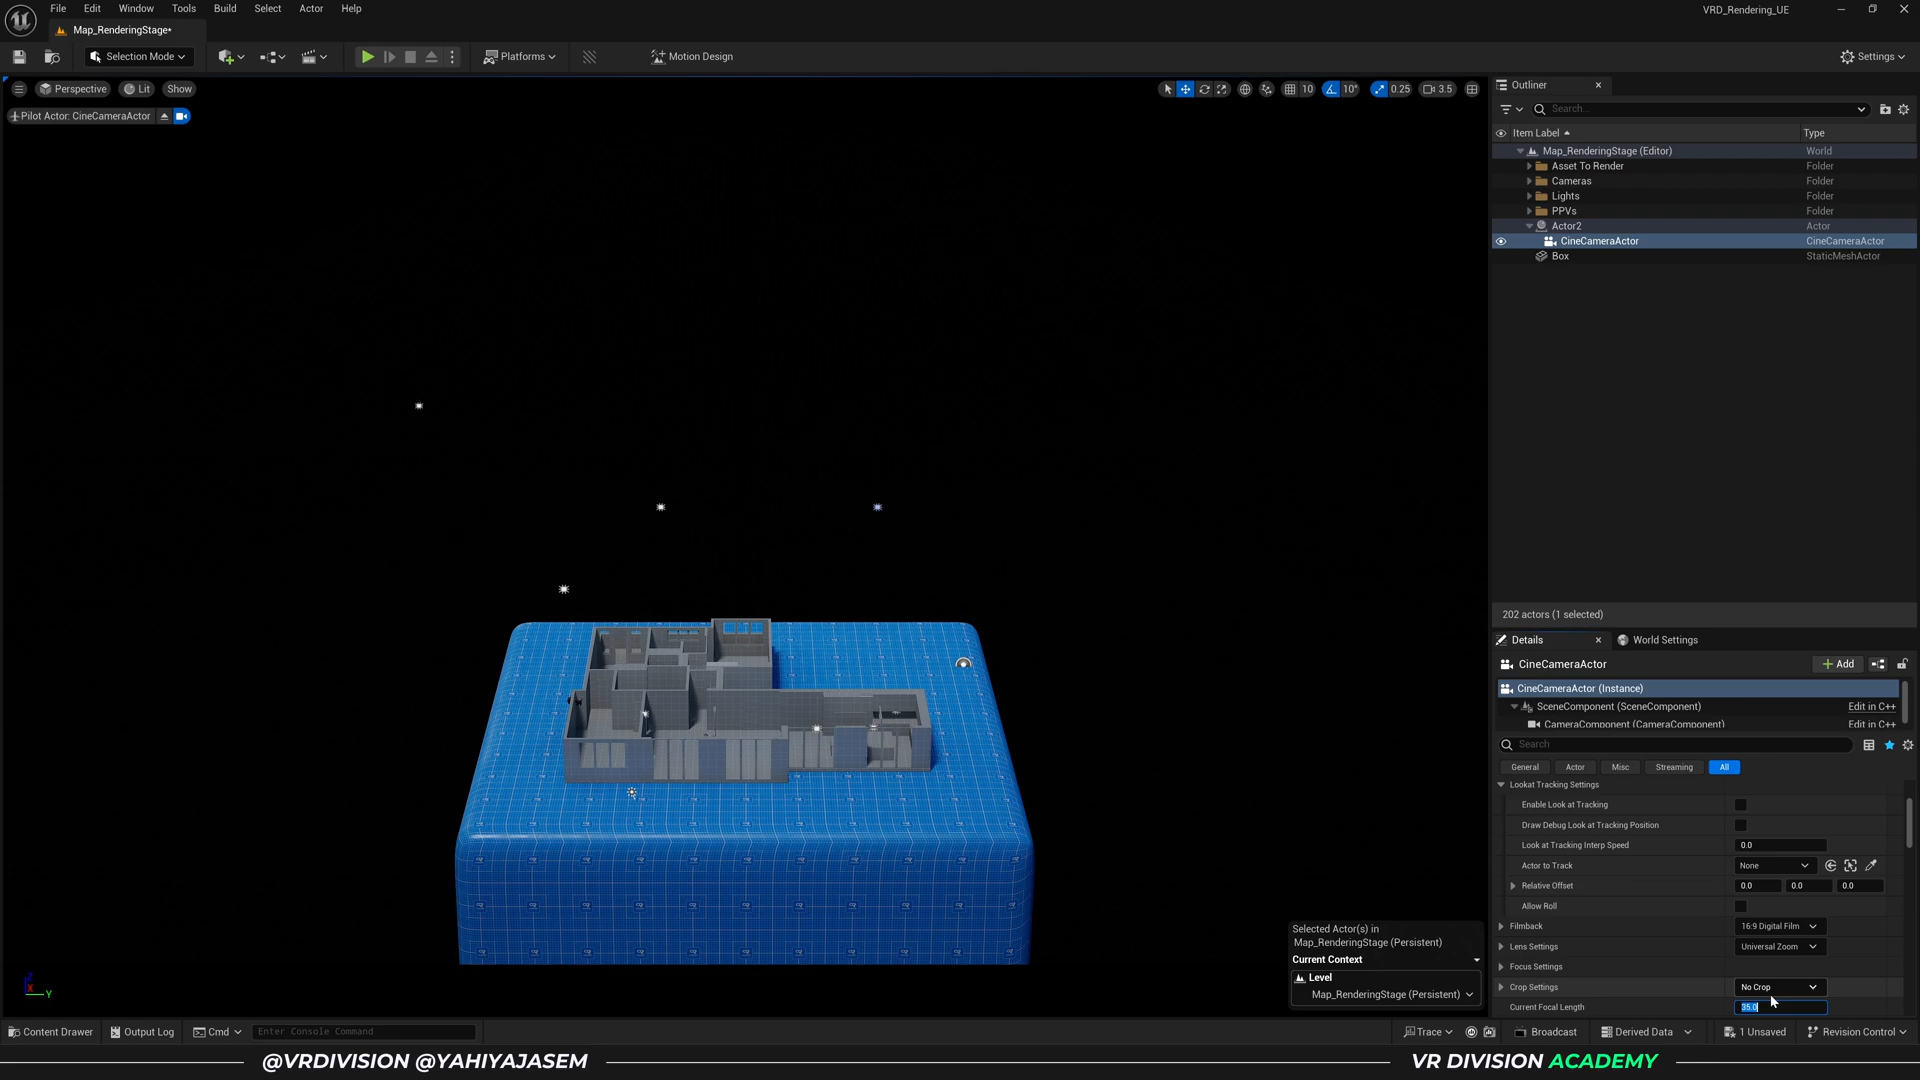 File Edit Window Tools Build Select Actor Help
VRD_Rendering_UE
Map_RenderingStage*
Selection Mode
Platforms
Motion Design
Settings
Perspective Lit Show
10 10° 0.25 3.5
Pilot Actor: CineCameraActor
Outliner
Search...
Item Label Type
Map_RenderingStage (Editor) World
Asset To Render Folder
Cameras Folder
Lights Folder
PPVs Folder
Actor2 Actor
CineCameraActor CineCameraActor
Box StaticMeshActor
202 actors (1 selected)
Details World Settings
CineCameraActor
Add
CineCameraActor (Instance)
SceneComponent (SceneComponent) Edit in C++
CameraComponent (CameraComponent) Edit in C++
Search
General Actor Misc Streaming All
Lookat Tracking Settings
Enable Look at Tracking
Draw Debug Look at Tracking Position
Look at Tracking Interp Speed 0.0
Actor to Track None
Relative Offset 0.0 0.0 0.0
Allow Roll
Filmback 16:9 Digital Film
Lens Settings Universal Zoom
Focus Settings
Crop Settings No Crop
Current Focal Length 35.0
Selected Actor(s) in
Map_RenderingStage (Persistent)
Current Context
Level
Map_RenderingStage (Persistent)
Z
X
Y
Content Drawer Output Log Cmd Enter Console Command
Trace Broadcast Derived Data 1 Unsaved Revision Control
@VRDIVISION @YAHIYAJASEM
VR DIVISION ACADEMY